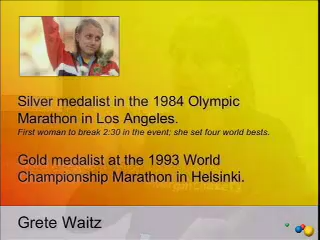 Silver medalist in the 1984 Olympic
Marathon in Los Angeles.
First woman to break 2:30 in the event; she set four world bests.
Gold medalist at the 1993 World
Championship Marathon in Helsinki.
Grete Waitz